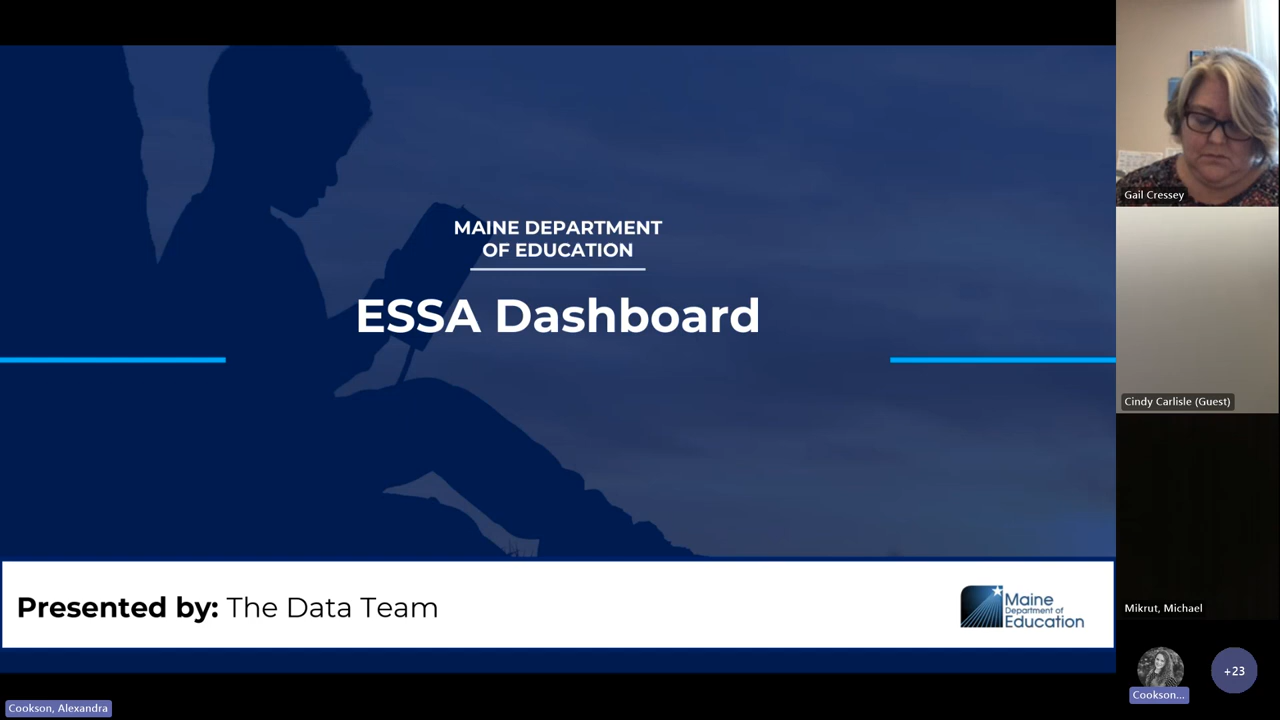 MAINE DEPARTMENT
OF EDUCATION
ESSA Dashboard
Presented by: The Data Team
Maine
Department of
Education
Gail Cressey
Cindy Carlisle (Guest)
Mikrut, Michael
Cookson...
+23
Cookson, Alexandra